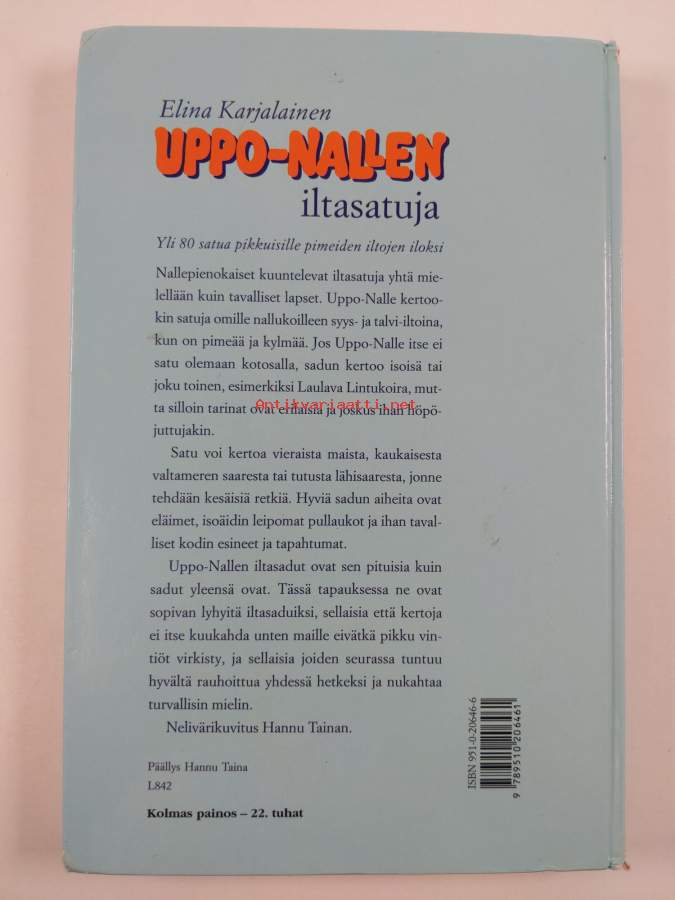 Elina Karjalainen
UPPO-NALLEN
iltasatuja
Yli 80 satua pikkuisille pimeiden iltojen iloksi
Nallepienokaiset kuuntelevat iltasatuja yhtä mie-
lellään kuin tavalliset lapset. Uppo-Nalle kertoo-
kin satuja omille nallukoilleen syys- ja talvi-iltoina,
kun on pimeää ja kylmää. Jos Uppo-Nalle itse ei
satu olemaan kotosalla, sadun kertoo isoisä tai
joku toinen, esimerkiksi Laulava Lintukoira, mut-
Antikvariaatti.net
ta silloin tarinat ovat erilaisia ja joskus ihan höpö-
juttujakin.
Satu voi kertoa vieraista maista, kaukaisesta
valtameren saaresta tai tutusta lähisaaresta, jonne
tehdään kesäisiä retkiä. Hyviä sadun aiheita ovat
eläimet, isoäidin leipomat pullaukot ja ihan taval-
liset kodin esineet ja tapahtumat.
Uppo-Nallen iltasadut ovat sen pituisia kuin
sadut yleensä ovat. Tässä tapauksessa ne ovat
sopivan lyhyitä iltasaduiksi, sellaisia että kertoja
ei itse kuukahda unten maille eivätkä pikku vin-
tiöt virkisty, ja sellaisia joiden seurassa tuntuu
hyvältä rauhoittua yhdessä hetkeksi ja nukahtaa
turvallisin mielin.
Nelivärikuvitus Hannu Tainan.
Päällys Hannu Taina
L842
Kolmas painos – 22. tuhat
ISBN 951-0-20646-6
9 789510 206461